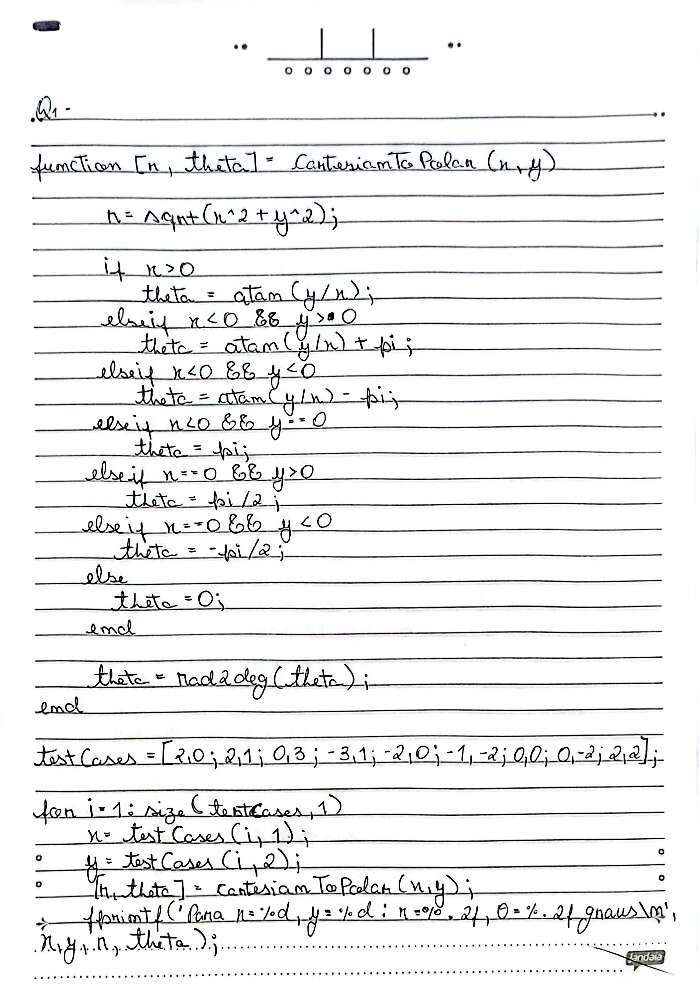 Q1 -
function [r, theta] = CartesianToPolar (x, y)
r = sqrt(x^2 + y^2);
if x > 0
theta = atan (y/x);
elseif x < 0 && y > 0
theta = atan(y/x) + pi;
elseif x<0 && y<0
theta = atan(y/x) - pi;
elseif x<0 && y==0
theta = pi;
elseif x==0 && y>0
theta = pi/2;
elseif x==0 && y<0
theta = -pi/2;
else
theta = 0;
end
theta = rad2deg(theta);
end
testCases = [2,0; 2,1; 0,3; -3,1; -2,0; -1,-2; 0,0; 0,-2; 2,2];
for i=1: size(testCases, 1)
x= testCases(i, 1);
y = testCases (i, 2);
[r, theta] = cartesianToPolar(x,y);
fprintf('Para x=%d, y=%d: r=%.2f, θ=%.2f graus\n',
x,y, r, theta);
landaia